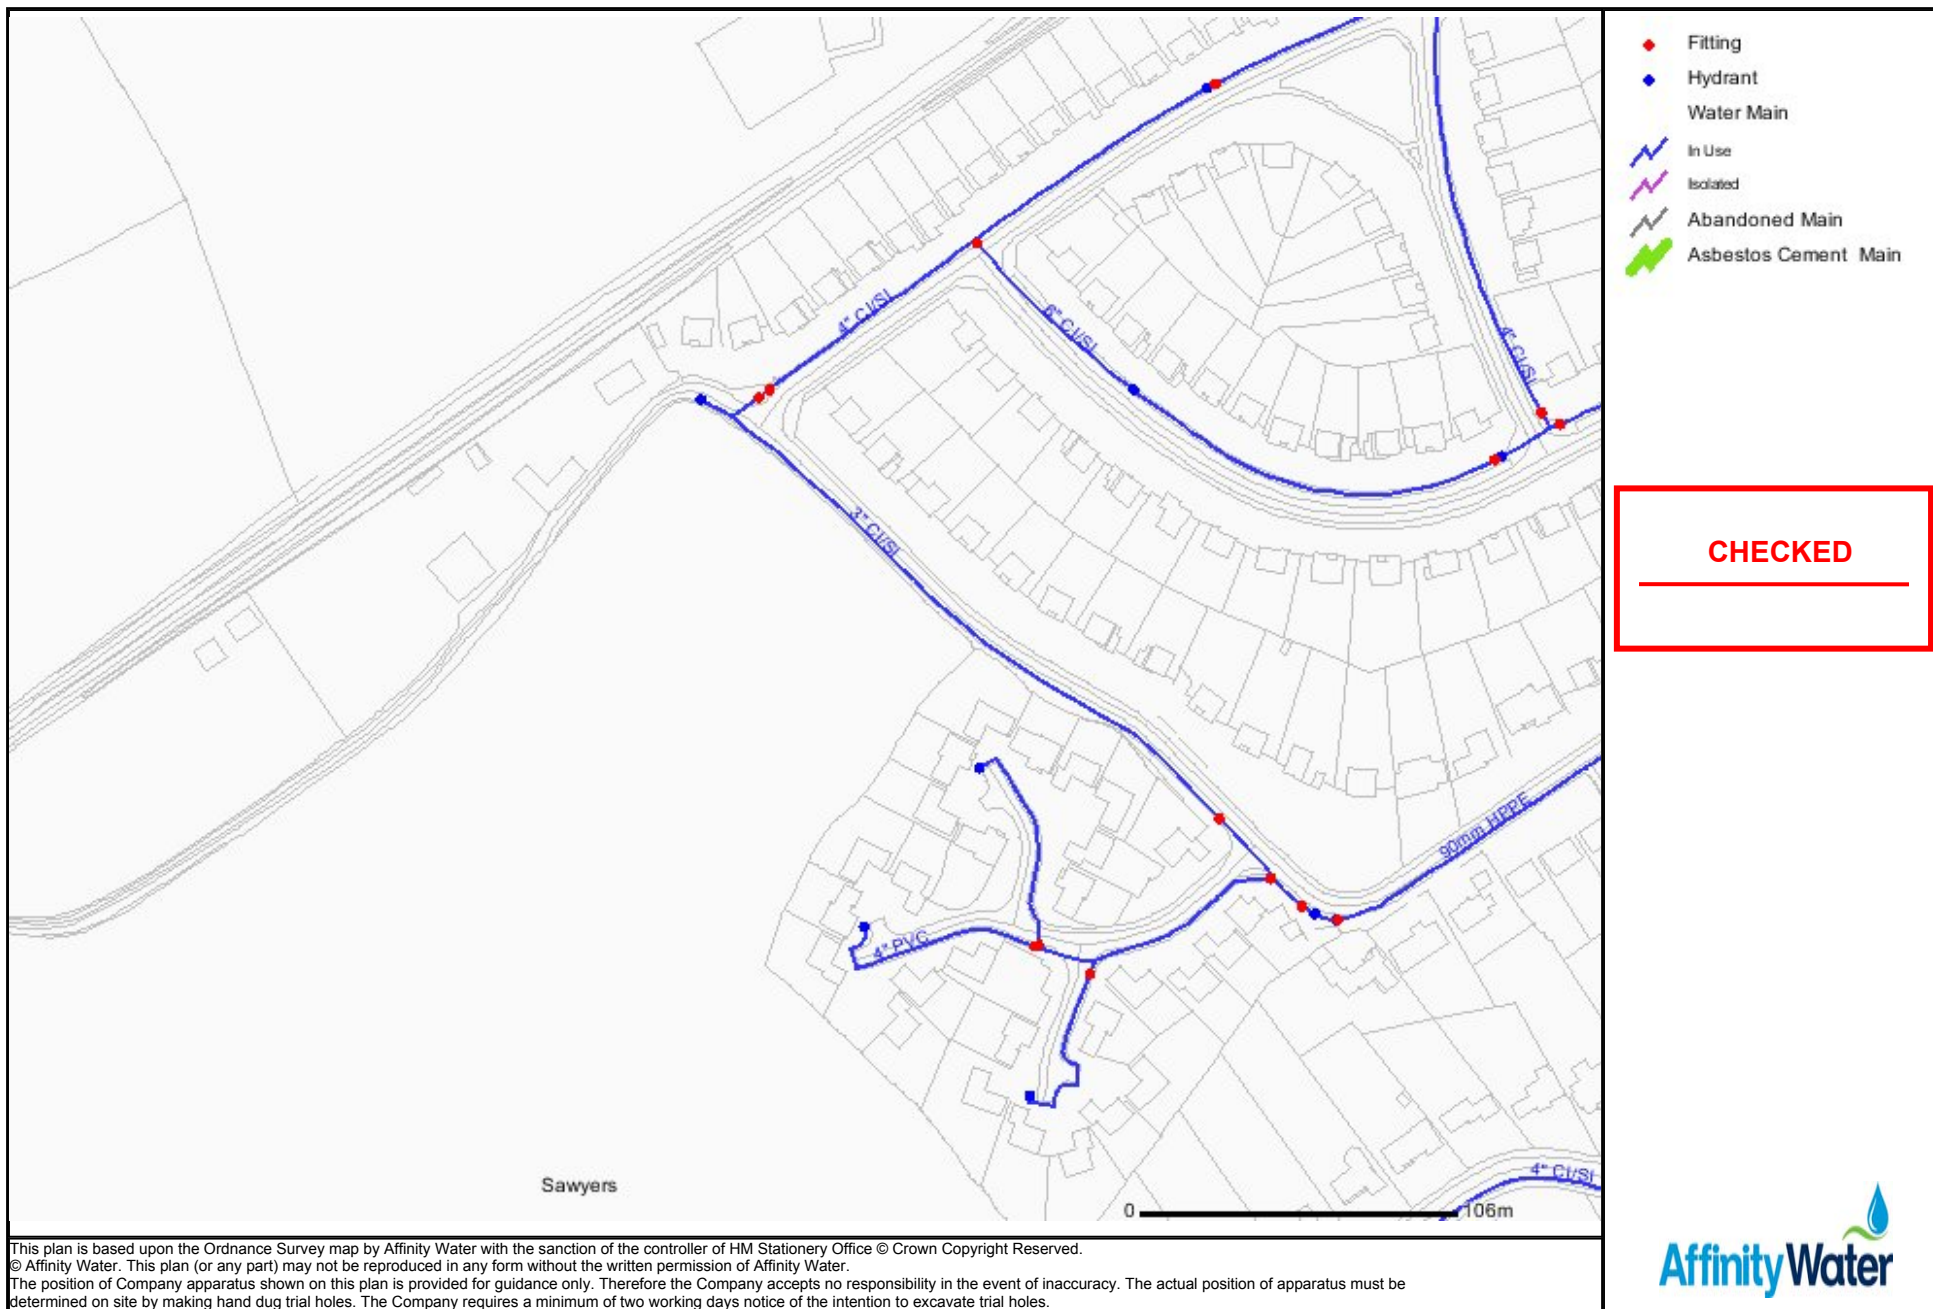 Fitting
Hydrant
Water Main
In Use
Isolated
Abandoned Main
Asbestos Cement Main
CHECKED
4" CI/SI
6" CI/SI
4" CI/SI
3" CI/SI
90mm HPPE
4" PVC
4" CI/SI
Sawyers
0 106m
This plan is based upon the Ordnance Survey map by Affinity Water with the sanction of the controller of HM Stationery Office © Crown Copyright Reserved.
© Affinity Water. This plan (or any part) may not be reproduced in any form without the written permission of Affinity Water.
The position of Company apparatus shown on this plan is provided for guidance only. Therefore the Company accepts no responsibility in the event of inaccuracy. The actual position of apparatus must be
determined on site by making hand dug trial holes. The Company requires a minimum of two working days notice of the intention to excavate trial holes.
AffinityWater